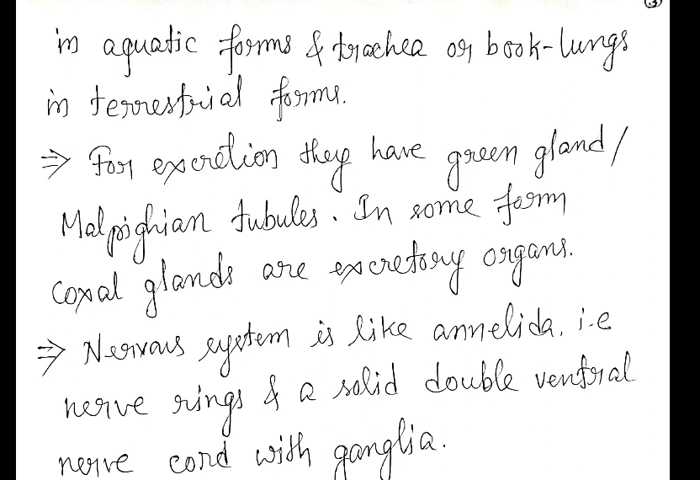 in aquatic forms & trachea or book-lungs
in terrestrial forms.
⇒ For excretion they have green gland/
Malpighian tubules. In some form
coxal glands are excretory organs.
⇒ Nervous system is like annelida. i.e
nerve rings & a solid double ventral
nerve cord with ganglia.